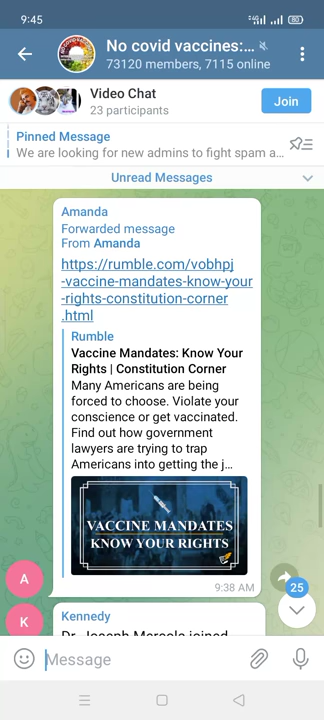 9:45
No covid vaccines:...
73120 members, 7115 online
Video Chat
23 participants
Join
Pinned Message
We are looking for new admins to fight spam a...
Unread Messages
Amanda
Forwarded message
From Amanda
https://rumble.com/vobhpj
-vaccine-mandates-know-your
-rights-constitution-corner
.html
Rumble
Vaccine Mandates: Know Your
Rights | Constitution Corner
Many Americans are being
forced to choose. Violate your
conscience or get vaccinated.
Find out how government
lawyers are trying to trap
Americans into getting the j...
VACCINE MANDATES
KNOW YOUR RIGHTS
9:38 AM
A
25
K
Kennedy
Dr. Joseph Mercola joined
Message